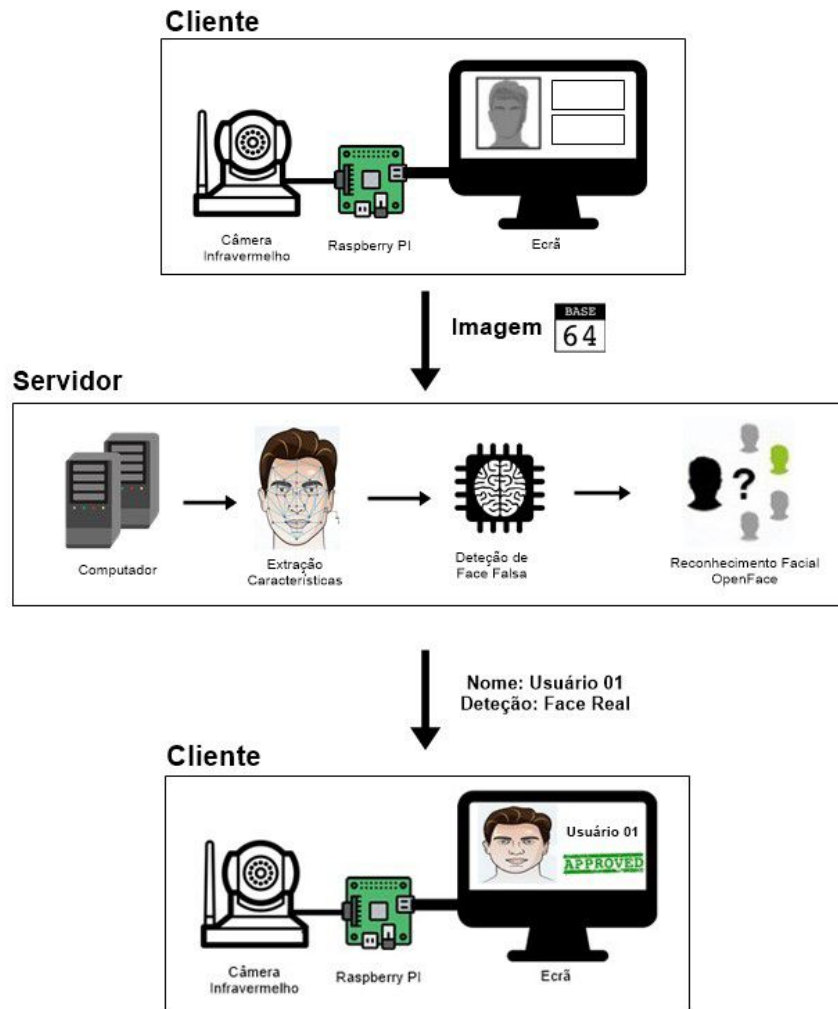 Cliente
Câmera
Infravermelho
Raspberry PI
Ecrã
Imagem
BASE
64
Servidor
Computador
Extração
Características
Deteção de
Face Falsa
?
Reconhecimento Facial
OpenFace
Nome: Usuário 01
Deteção: Face Real
Cliente
Usuário 01
APPROVED
Câmera
Infravermelho
Raspberry PI
Ecrã